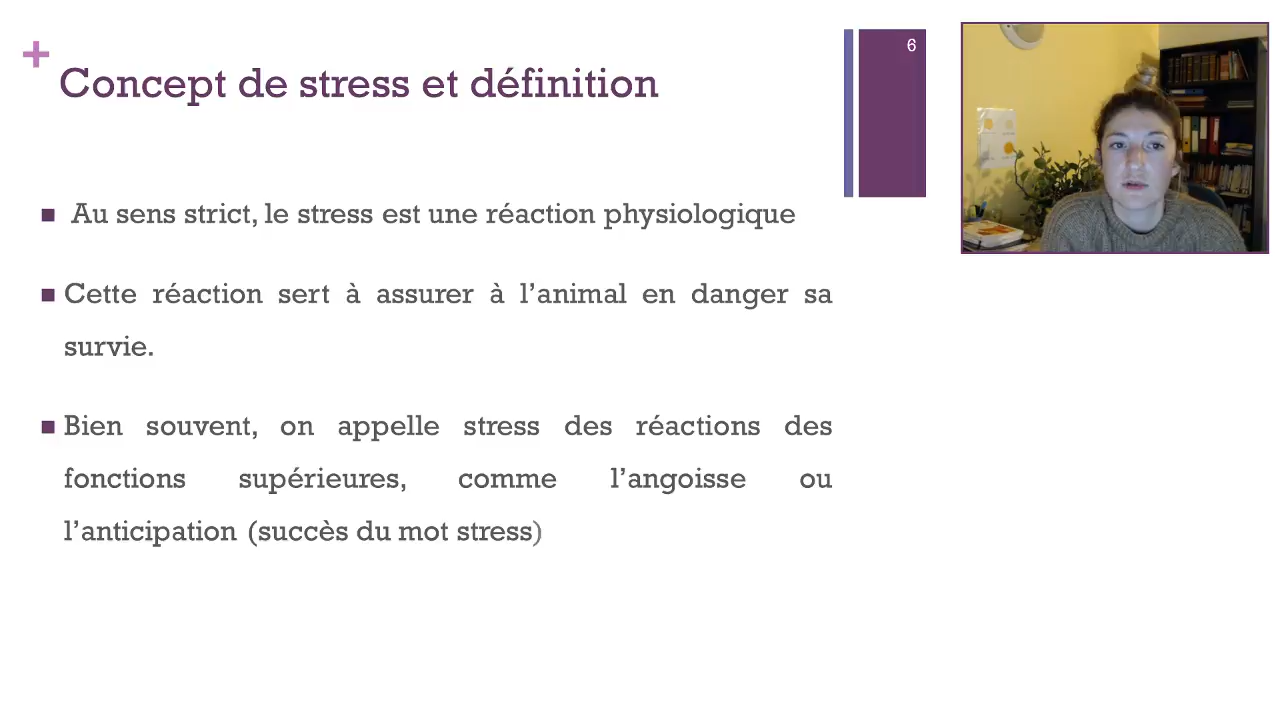 +
Concept de stress et définition
6
Au sens strict, le stress est une réaction physiologique
Cette réaction sert à assurer à l’animal en danger sa
survie.
Bien souvent, on appelle stress des réactions des
fonctions supérieures, comme l’angoisse ou
l’anticipation (succès du mot stress)